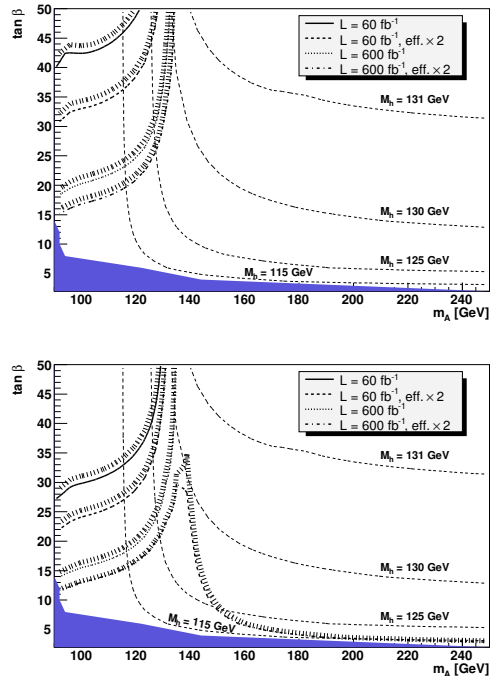 tan β
50
45
40
35
30
25
20
15
10
5
L = 60 fb⁻¹
L = 60 fb⁻¹, eff. × 2
L = 600 fb⁻¹
L = 600 fb⁻¹, eff. × 2
M_h = 131 GeV
M_h = 130 GeV
M_h = 125 GeV
M_h = 115 GeV
100 120 140 160 180 200 220 240
m_A [GeV]
tan β
50
45
40
35
30
25
20
15
10
5
L = 60 fb⁻¹
L = 60 fb⁻¹, eff. × 2
L = 600 fb⁻¹
L = 600 fb⁻¹, eff. × 2
M_h = 131 GeV
M_h = 130 GeV
M_h = 125 GeV
M_h = 115 GeV
100 120 140 160 180 200 220 240
m_A [GeV]